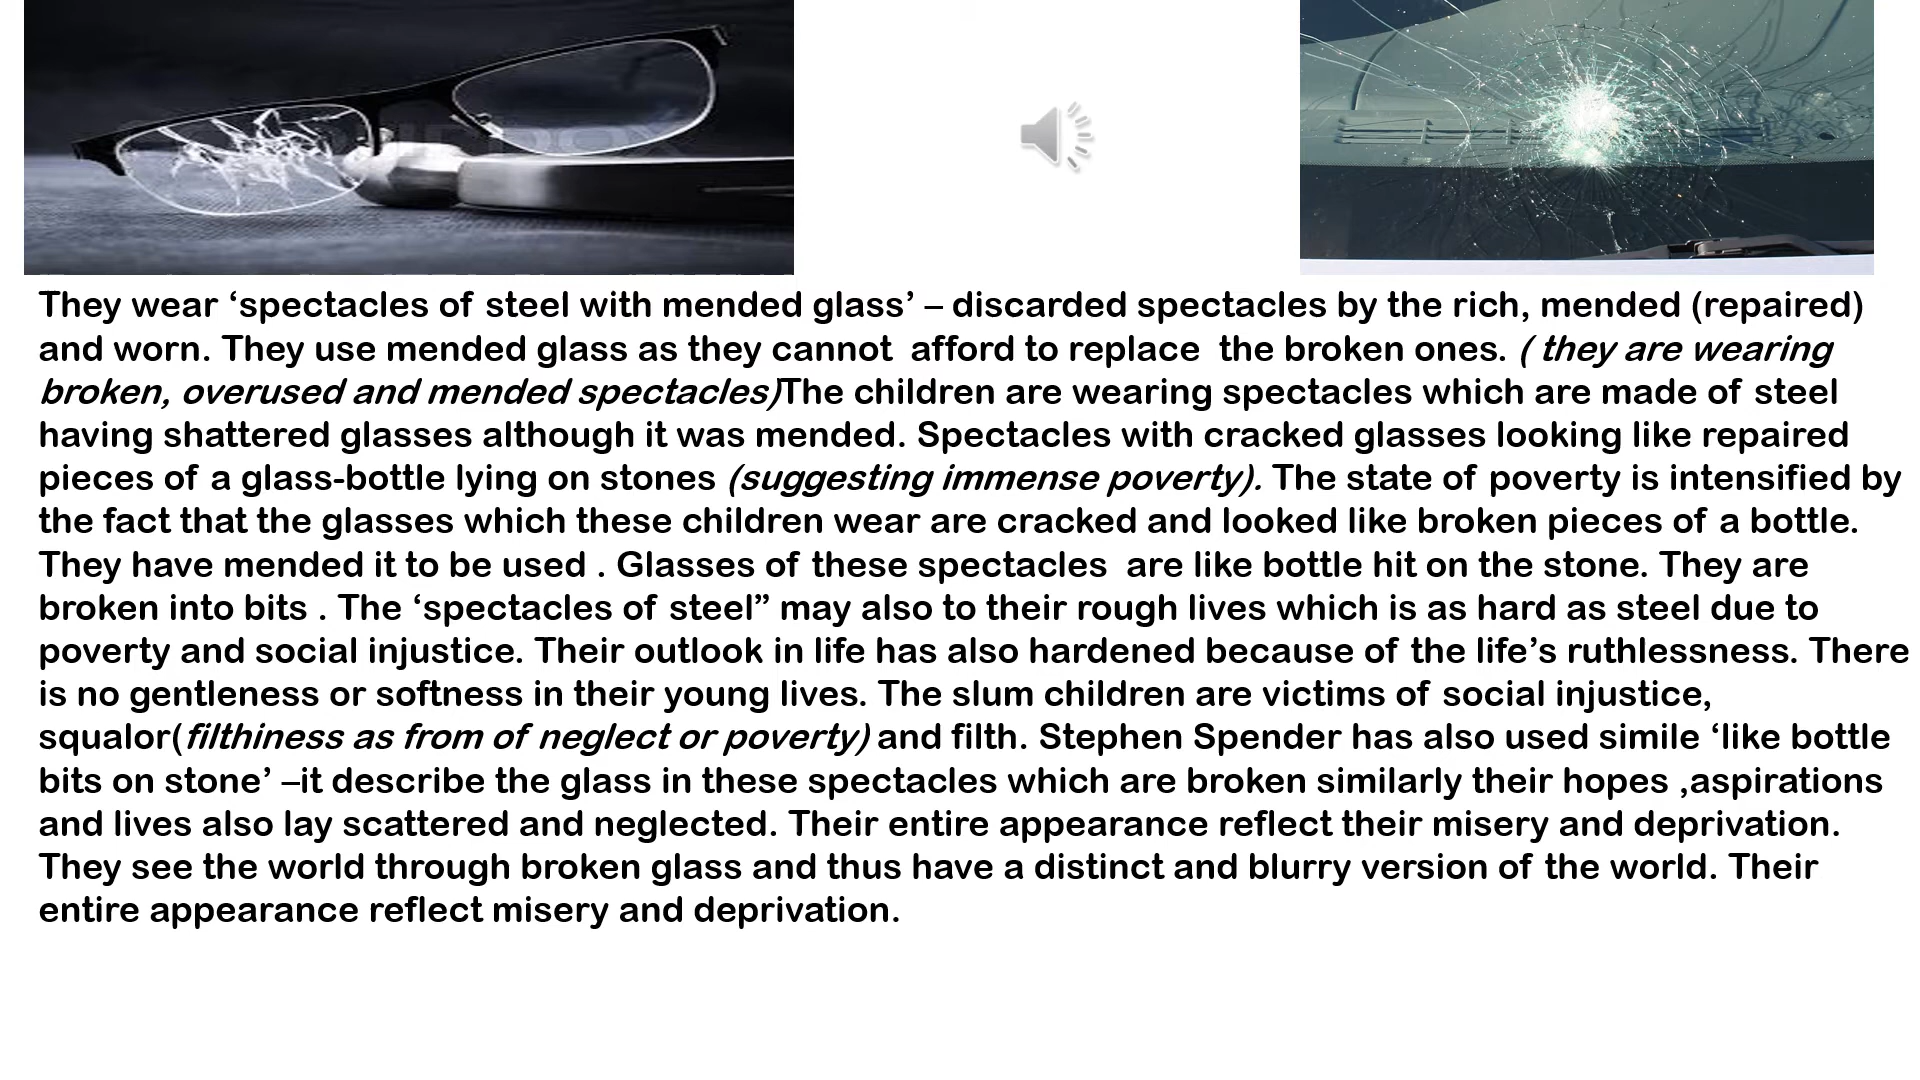 They wear ‘spectacles of steel with mended glass’ – discarded spectacles by the rich, mended (repaired)
and worn. They use mended glass as they cannot afford to replace the broken ones. ( they are wearing
broken, overused and mended spectacles)The children are wearing spectacles which are made of steel
having shattered glasses although it was mended. Spectacles with cracked glasses looking like repaired
pieces of a glass-bottle lying on stones (suggesting immense poverty). The state of poverty is intensified by
the fact that the glasses which these children wear are cracked and looked like broken pieces of a bottle.
They have mended it to be used . Glasses of these spectacles are like bottle hit on the stone. They are
broken into bits . The ‘spectacles of steel” may also to their rough lives which is as hard as steel due to
poverty and social injustice. Their outlook in life has also hardened because of the life’s ruthlessness. There
is no gentleness or softness in their young lives. The slum children are victims of social injustice,
squalor(filthiness as from of neglect or poverty) and filth. Stephen Spender has also used simile ‘like bottle
bits on stone’ –it describe the glass in these spectacles which are broken similarly their hopes ,aspirations
and lives also lay scattered and neglected. Their entire appearance reflect their misery and deprivation.
They see the world through broken glass and thus have a distinct and blurry version of the world. Their
entire appearance reflect misery and deprivation.